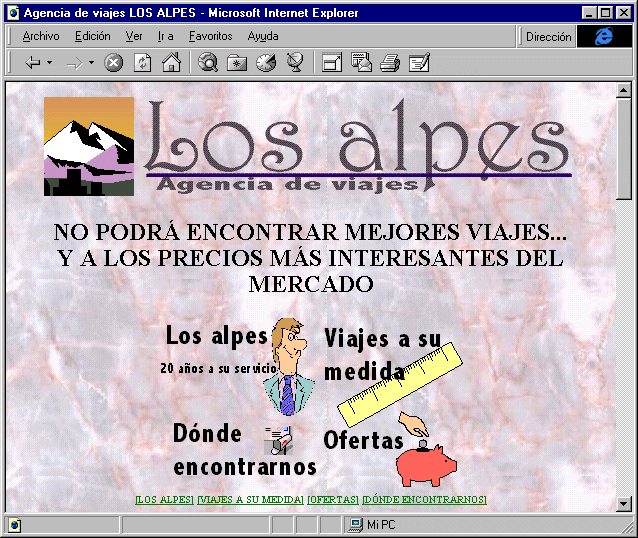 Agencia de viajes LOS ALPES - Microsoft Internet Explorer
Archivo Edición Ver Ir a Favoritos Ayuda Dirección
Los alpes
Agencia de viajes
NO PODRÁ ENCONTRAR MEJORES VIAJES...
Y A LOS PRECIOS MÁS INTERESANTES DEL
MERCADO
Los alpes
20 años a su servicio
Viajes a su
medida
Dónde
encontrarnos
Ofertas
[LOS ALPES] [VIAJES A SU MEDIDA] [OFERTAS] [DÓNDE ENCONTRARNOS]
Mi PC